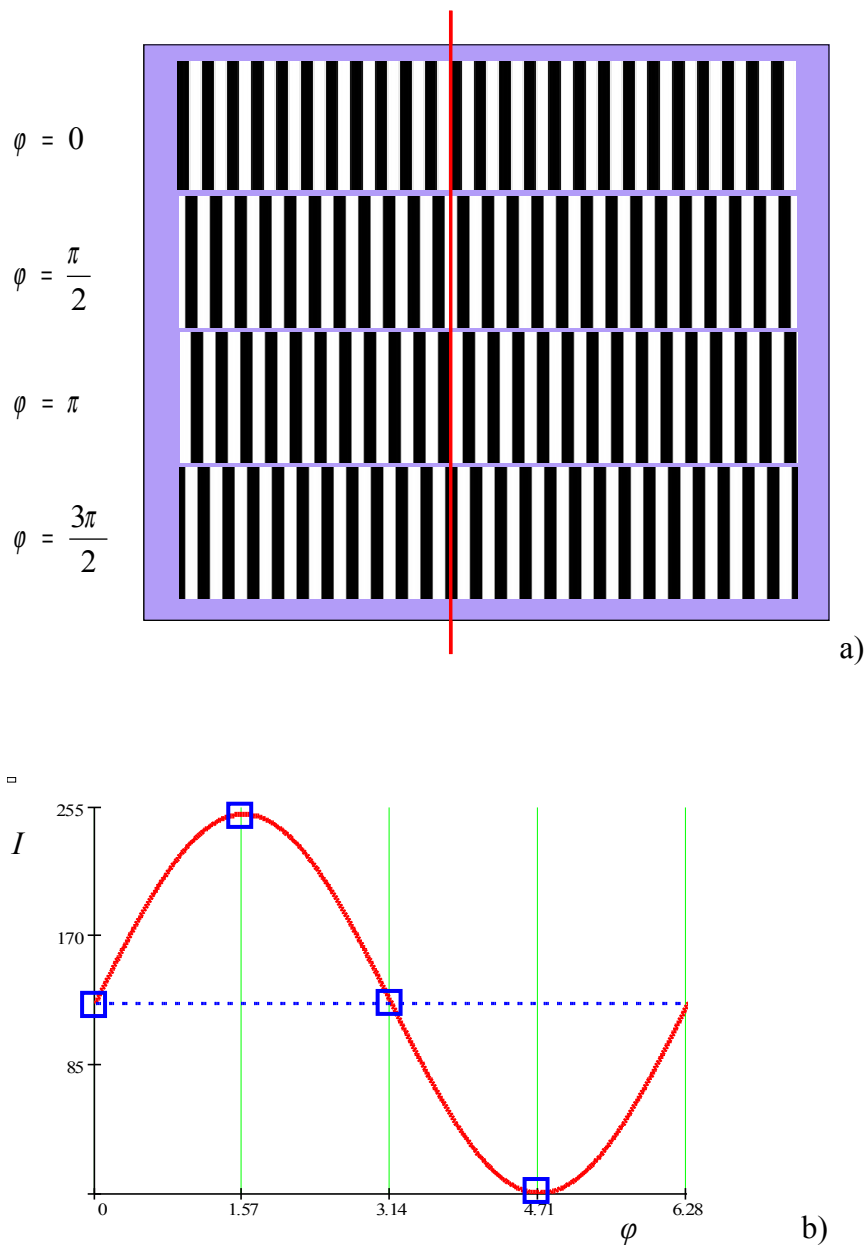 φ = 0
φ = π/2
φ = π
φ = 3π/2
a)
255
I
170
85
0 1.57 3.14 4.71 6.28
φ
b)